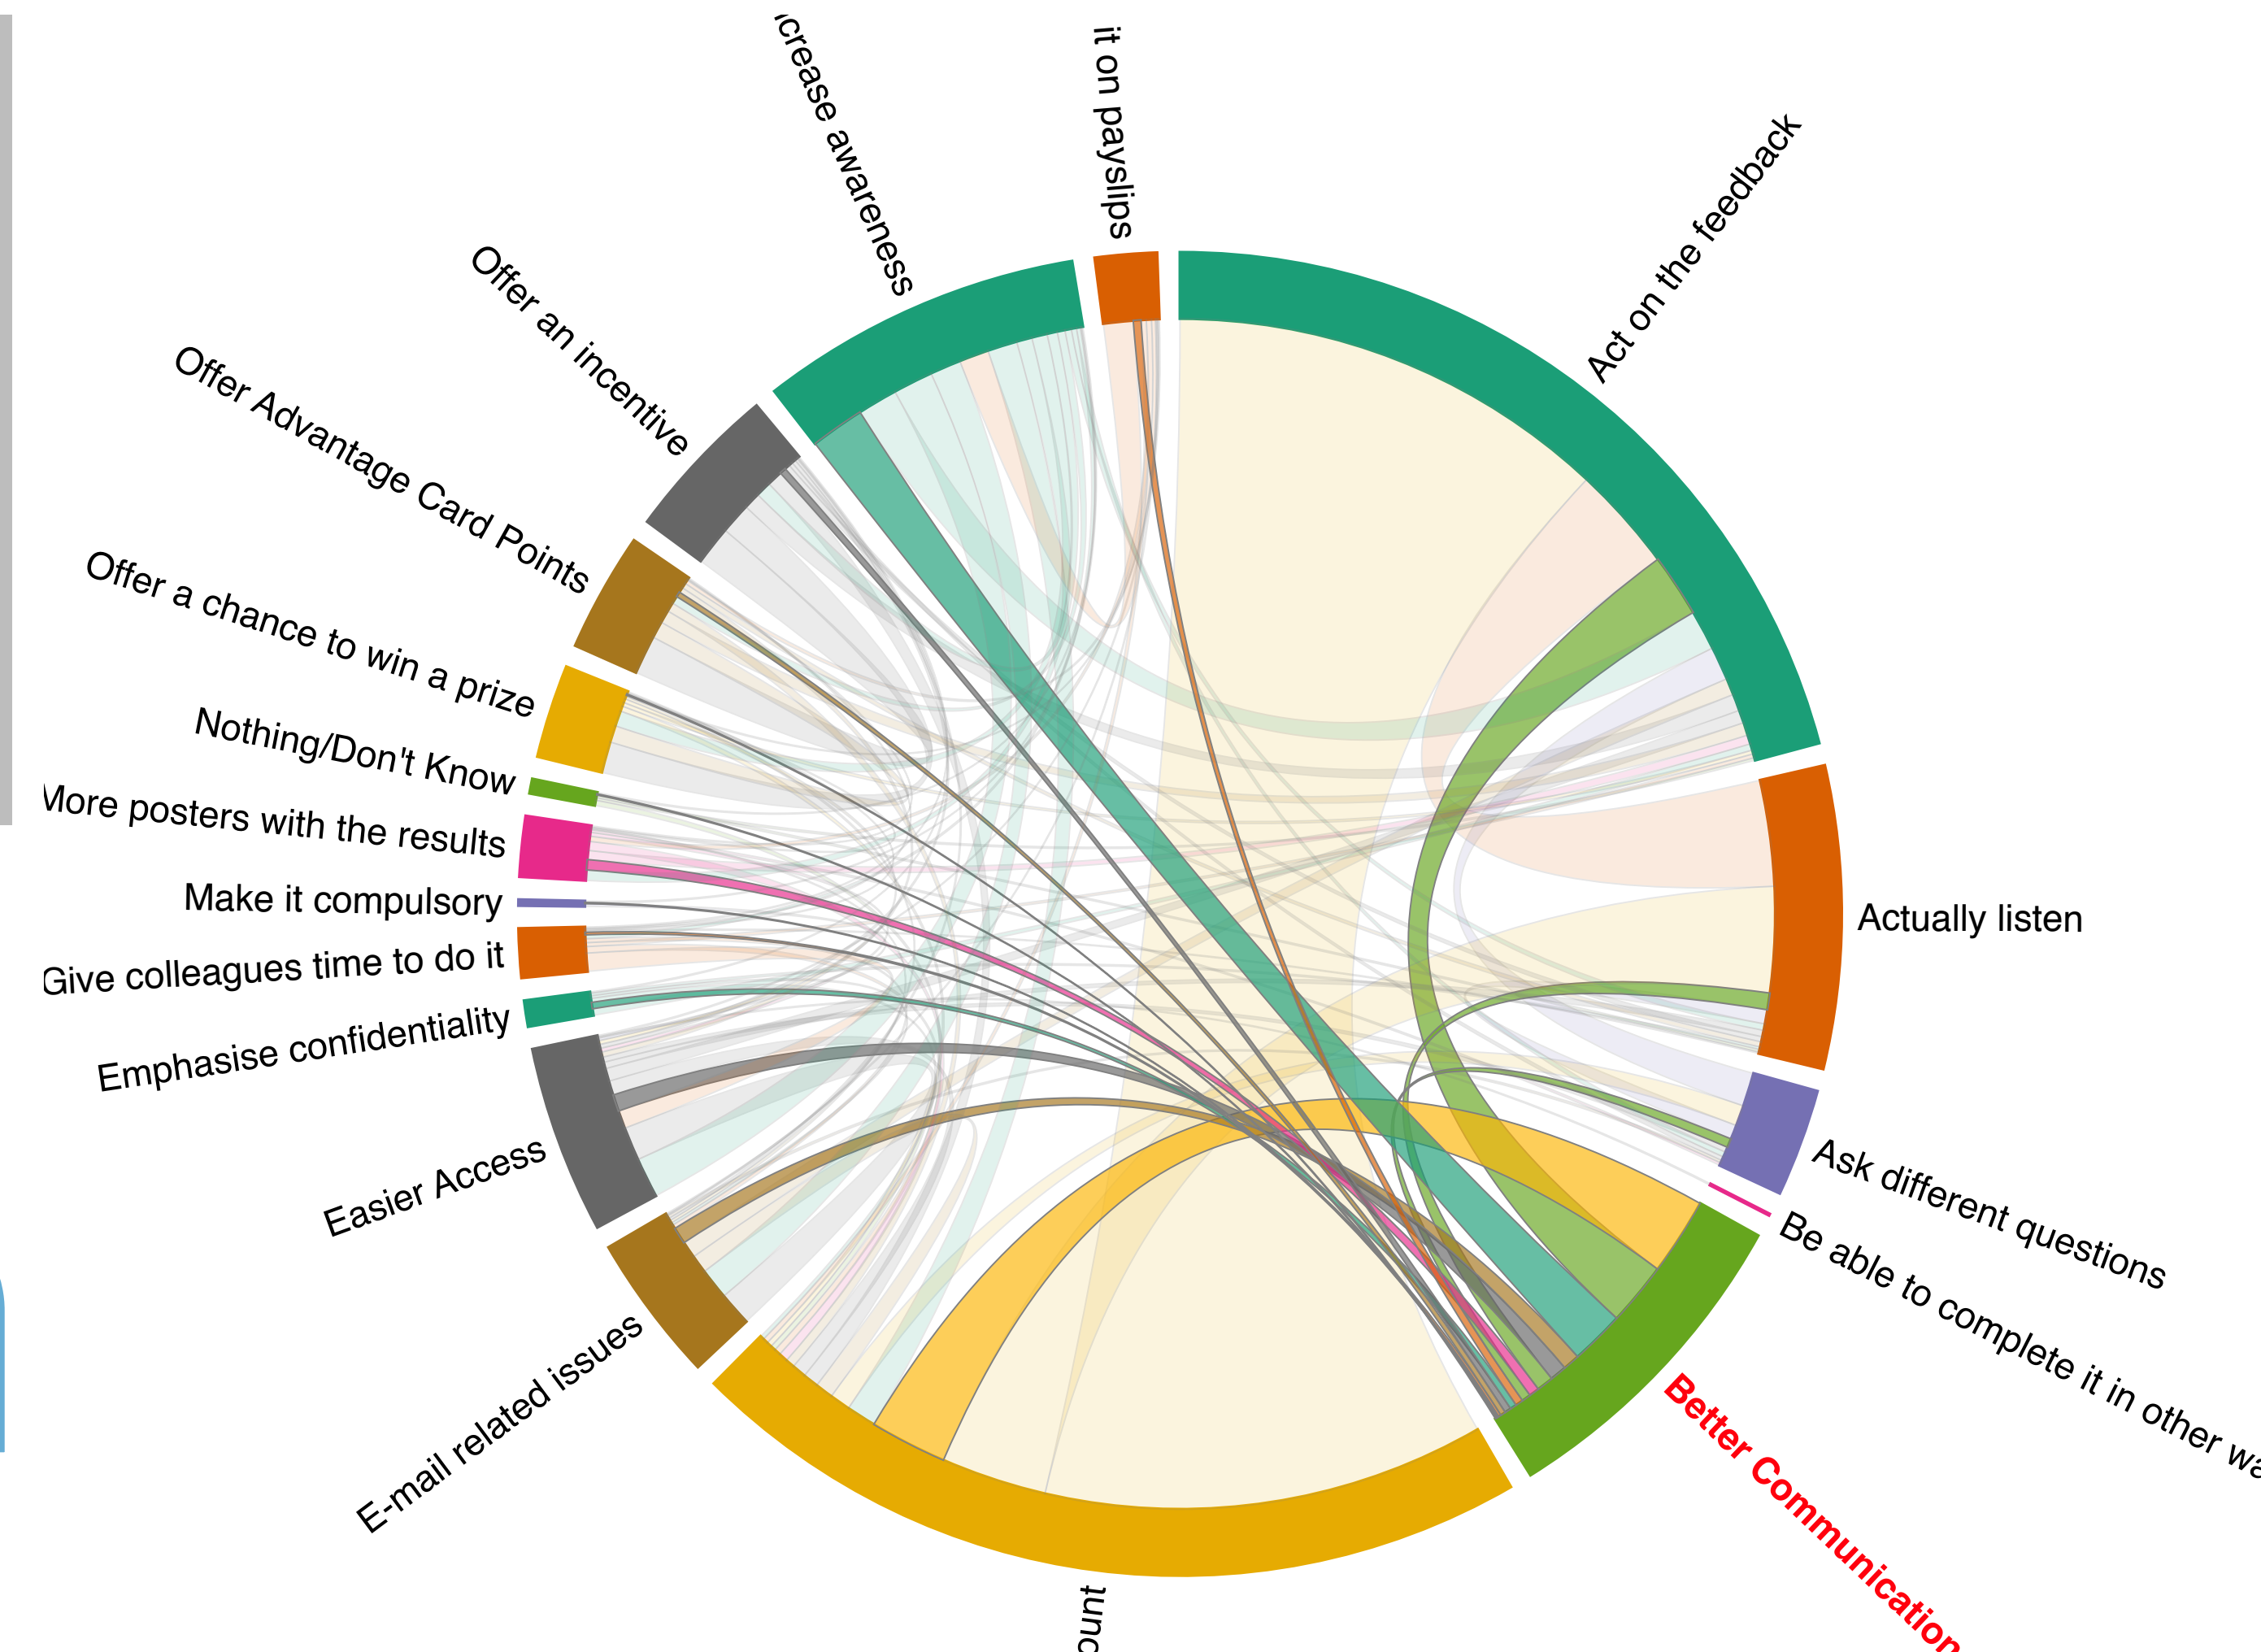 crease awareness
it on payslips
Act on the feedback
Offer an incentive
Offer Advantage Card Points
Offer a chance to win a prize
Nothing/Don't Know
More posters with the results
Make it compulsory
Give colleagues time to do it
Emphasise confidentiality
Easier Access
E-mail related issues
ount
Actually listen
Ask different questions
Be able to complete it in other wa
Better Communication